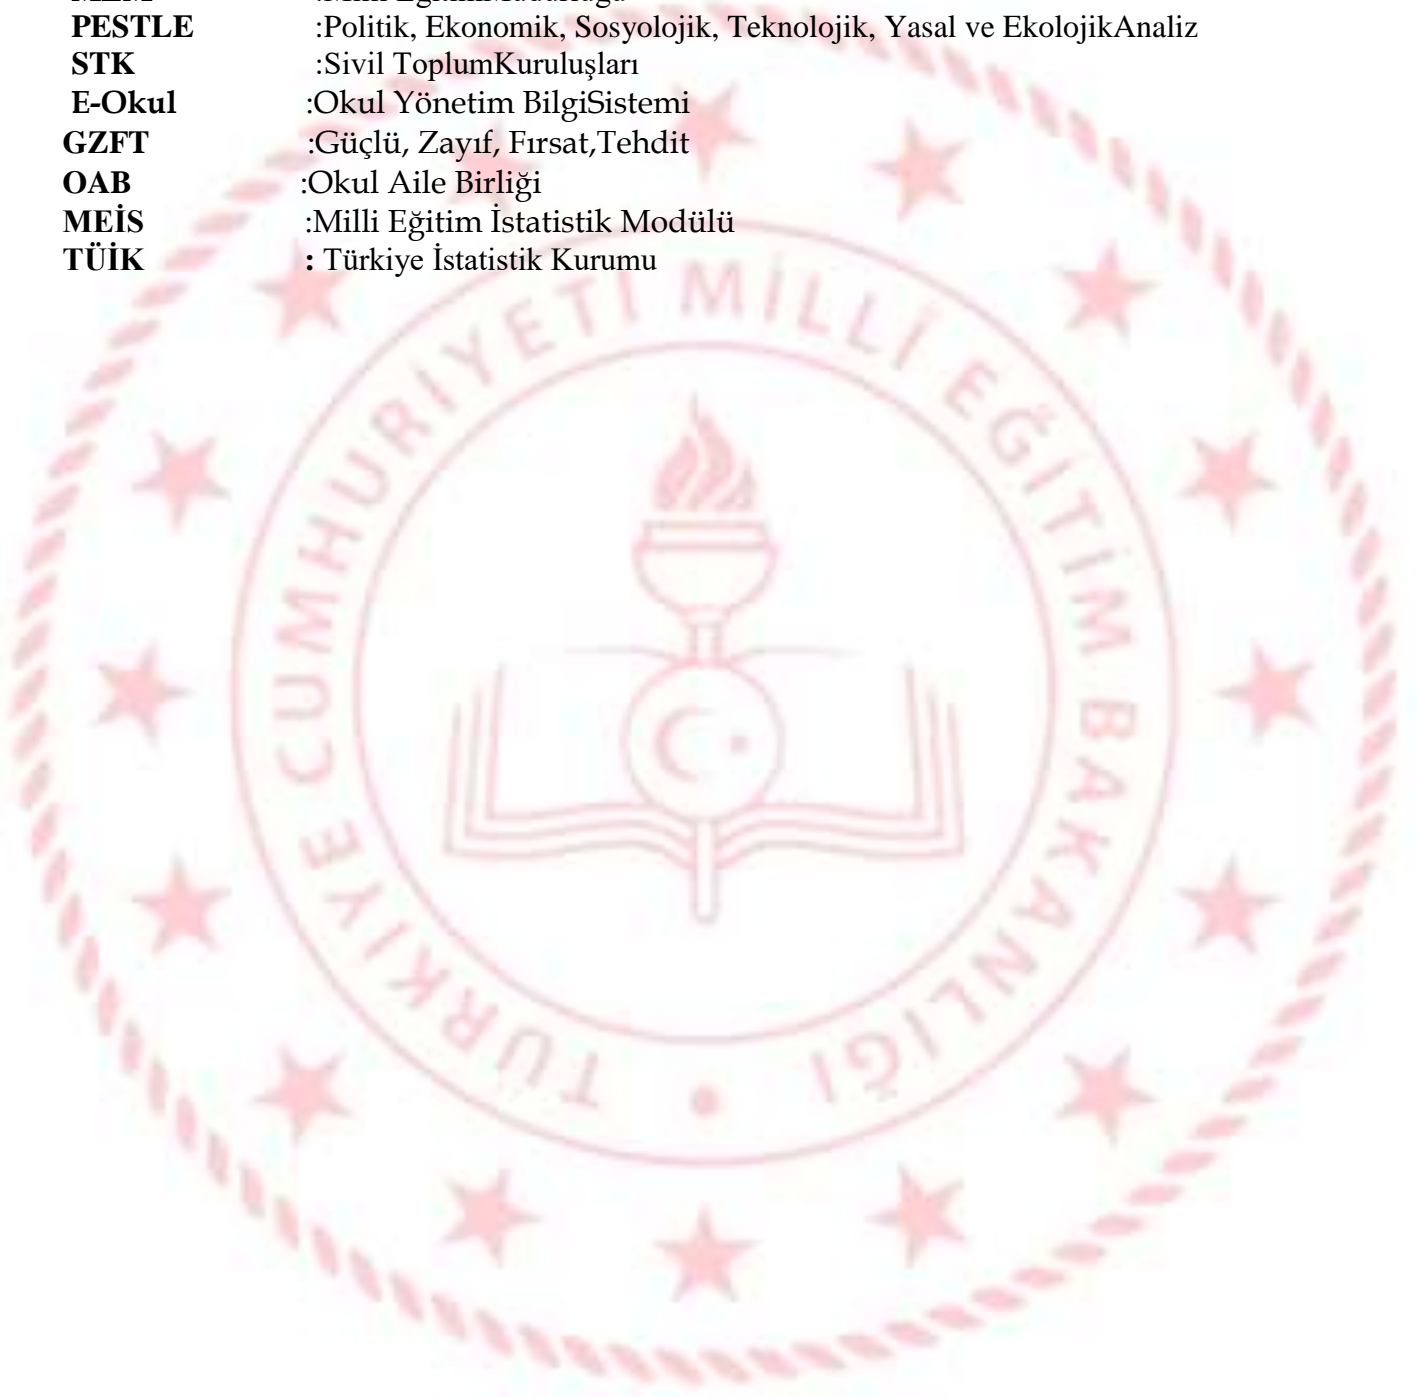 PESTLE :Politik, Ekonomik, Sosyolojik, Teknolojik, Yasal ve EkolojikAnaliz
STK :Sivil ToplumKuruluşları
E-Okul :Okul Yönetim BilgiSistemi
GZFT :Güçlü, Zayıf, Fırsat,Tehdit
OAB :Okul Aile Birliği
MEİS :Milli Eğitim İstatistik Modülü
TÜİK : Türkiye İstatistik Kurumu
TÜRKİYE CUMHURİYETİ MİLLİ EĞİTİM BAKANLIĞI